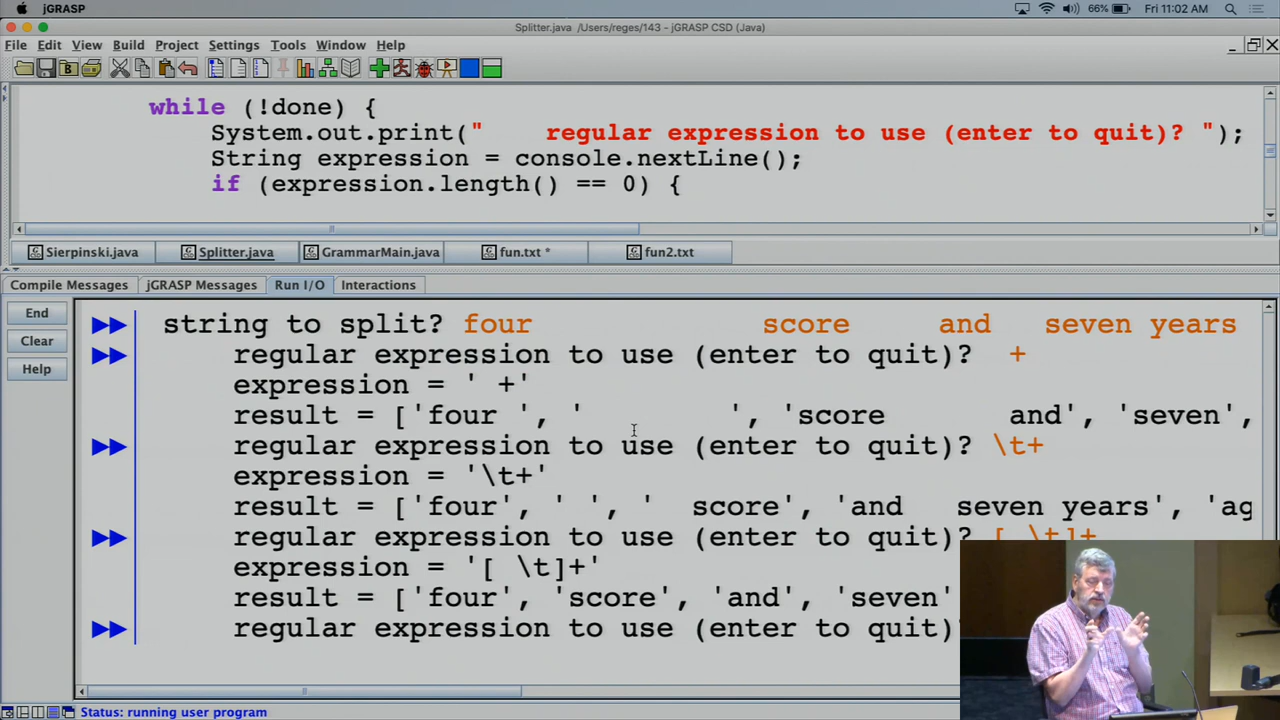 jGRASP 66% Fri 11:02 AM
Splitter.java /Users/reges/143 - jGRASP CSD (Java)
File Edit View Build Project Settings Tools Window Help
while (!done) {
System.out.print("    regular expression to use (enter to quit)? ");
String expression = console.nextLine();
if (expression.length() == 0) {
Sierpinski.java Splitter.java GrammarMain.java fun.txt * fun2.txt
Compile Messages jGRASP Messages Run I/O Interactions
End
Clear
Help
string to split? four          score     and   seven years
regular expression to use (enter to quit)?  +
expression = ' +'
result = ['four ', '         ', 'score       and', 'seven',
regular expression to use (enter to quit)? \t+
expression = '\t+'
result = ['four', ' ', '   score', 'and   seven years', 'ag
regular expression to use (enter to quit)? [ \t]+
expression = '[ \t]+'
result = ['four', 'score', 'and', 'seven'
regular expression to use (enter to quit)
Status: running user program